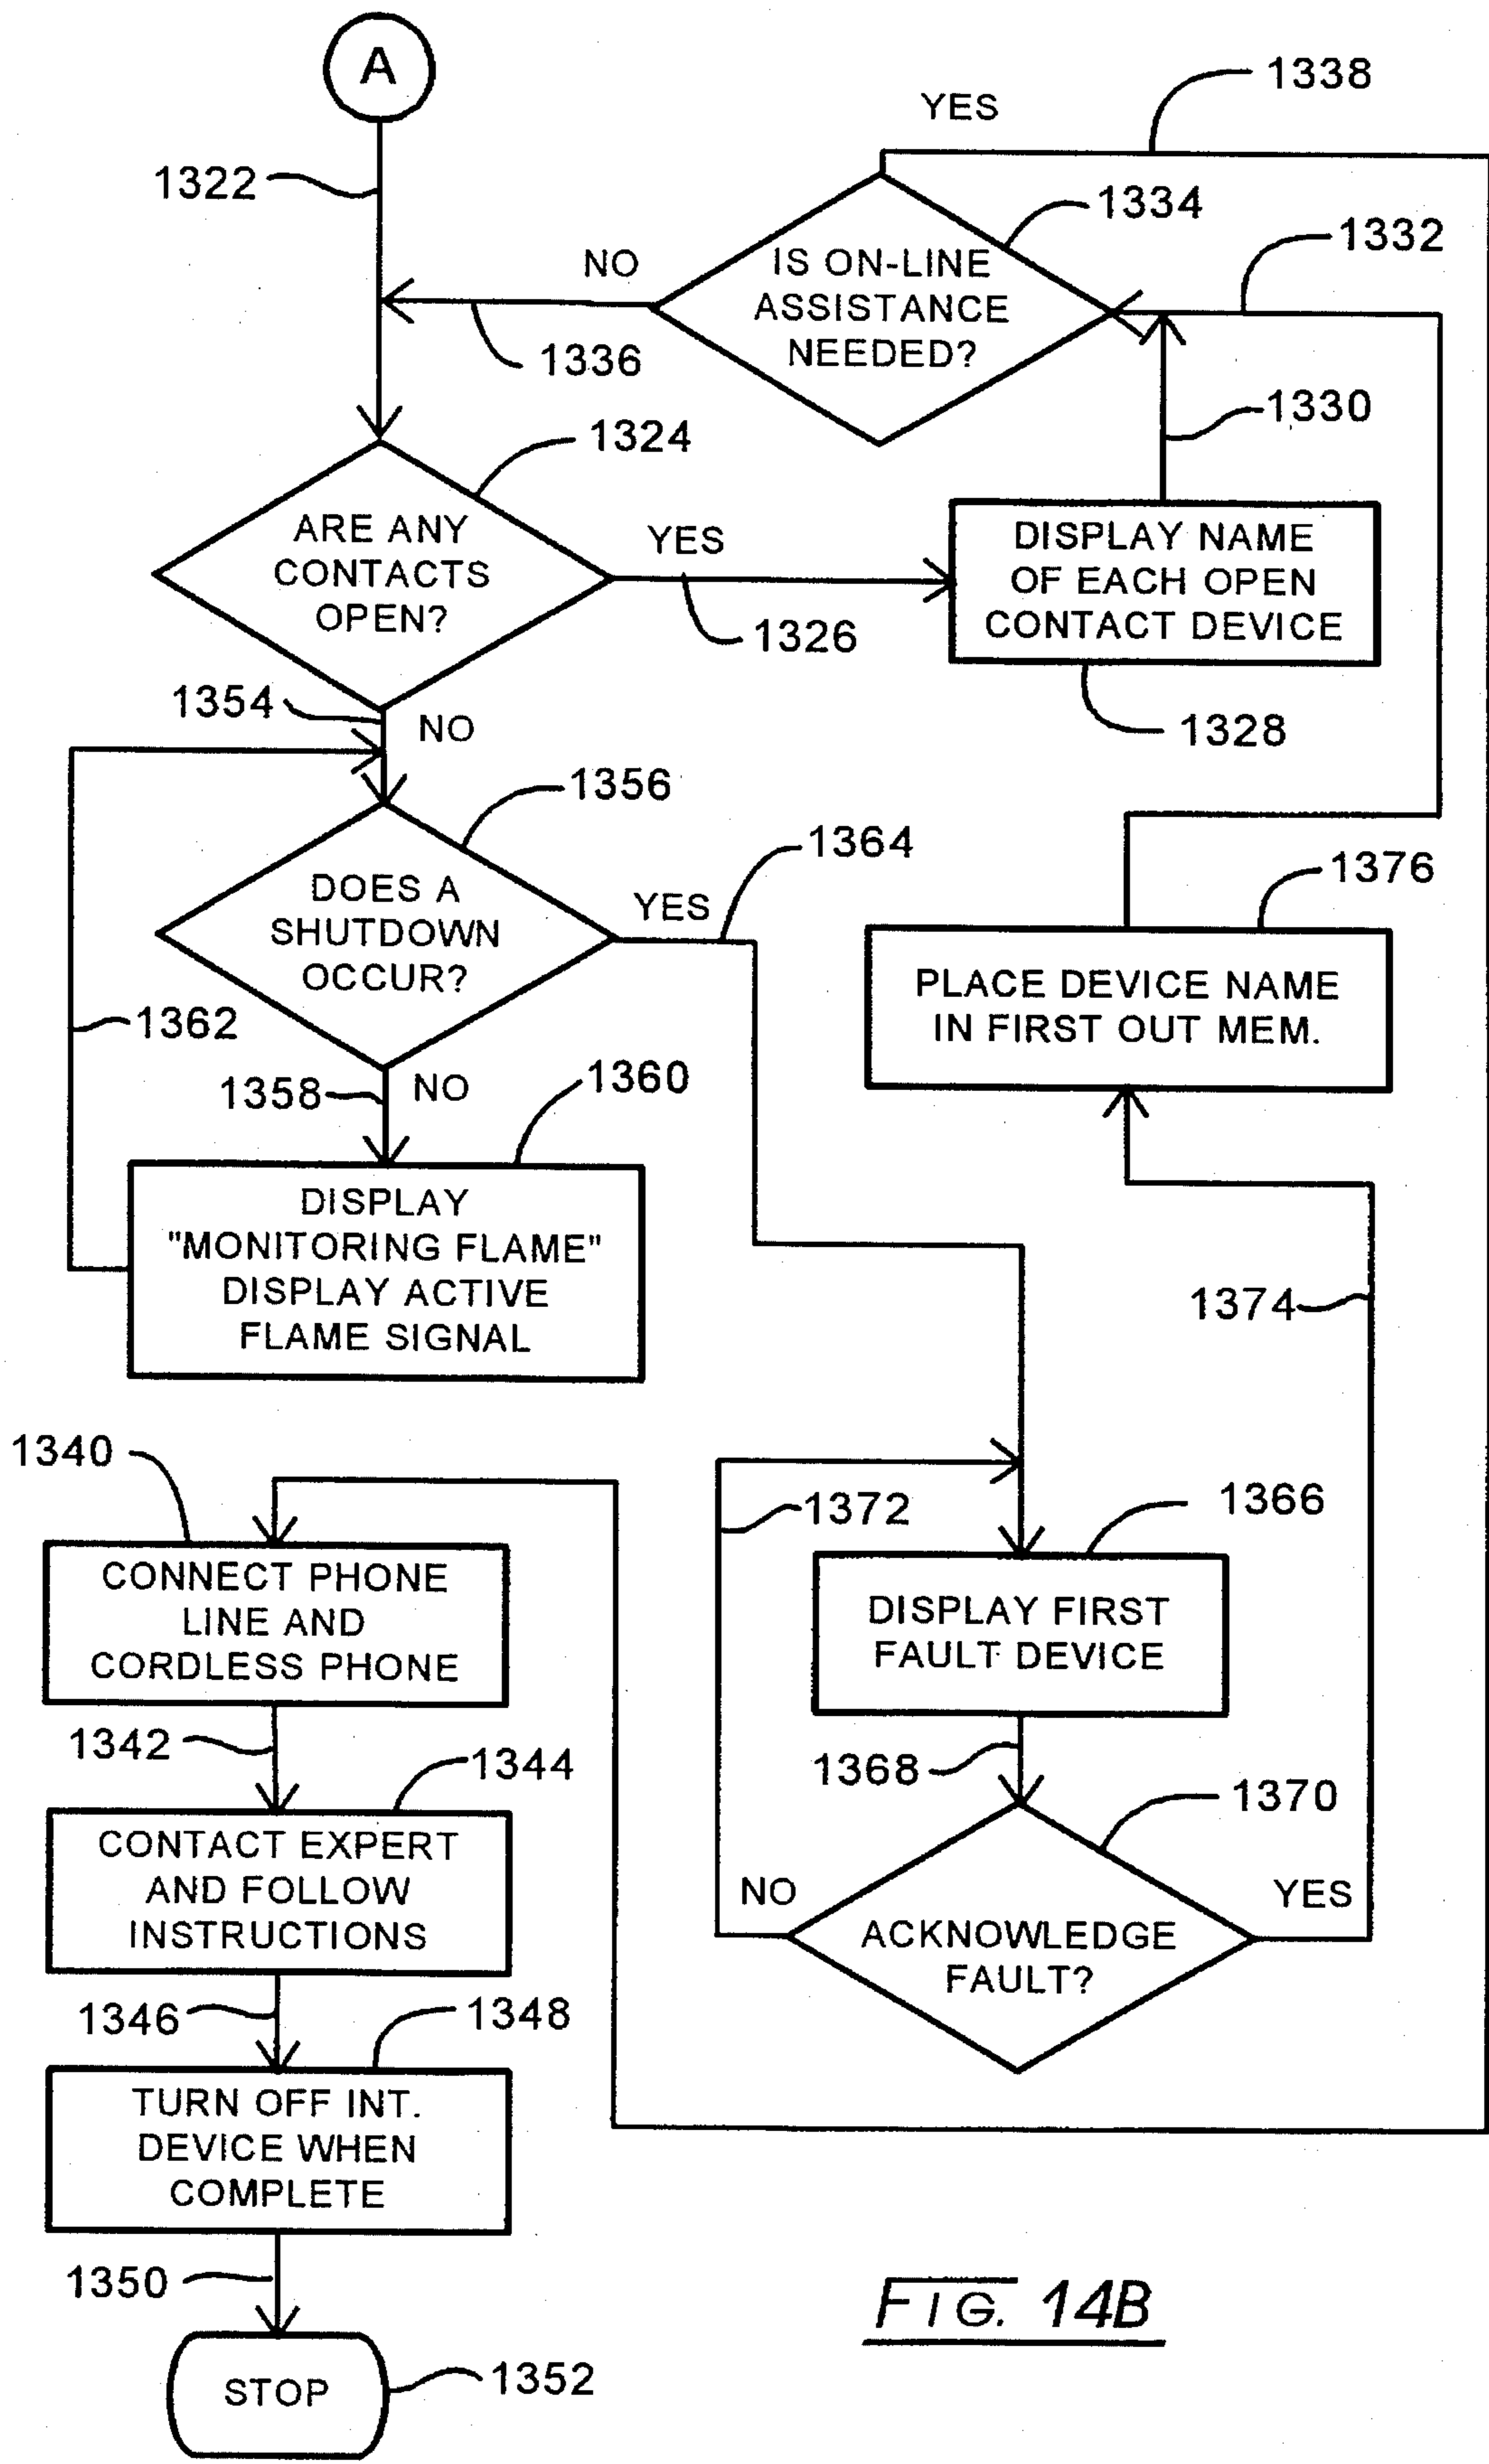 A
1338
YES
1322
1334
1332
NO
IS ON-LINE
ASSISTANCE
NEEDED?
1336
1330
1324
ARE ANY
CONTACTS
OPEN?
YES
1326
DISPLAY NAME
OF EACH OPEN
CONTACT DEVICE
1328
1354
NO
1356
1364
DOES A
SHUTDOWN
OCCUR?
YES
1376
PLACE DEVICE NAME
IN FIRST OUT MEM.
1362
1358
NO
1360
DISPLAY
"MONITORING FLAME"
DISPLAY ACTIVE
FLAME SIGNAL
1374
1340
1372
1366
CONNECT PHONE
LINE AND
CORDLESS PHONE
DISPLAY FIRST
FAULT DEVICE
1342
1344
1368
1370
CONTACT EXPERT
AND FOLLOW
INSTRUCTIONS
NO
YES
ACKNOWLEDGE
FAULT?
1346
1348
TURN OFF INT.
DEVICE WHEN
COMPLETE
1350
STOP
1352
FIG. 14B